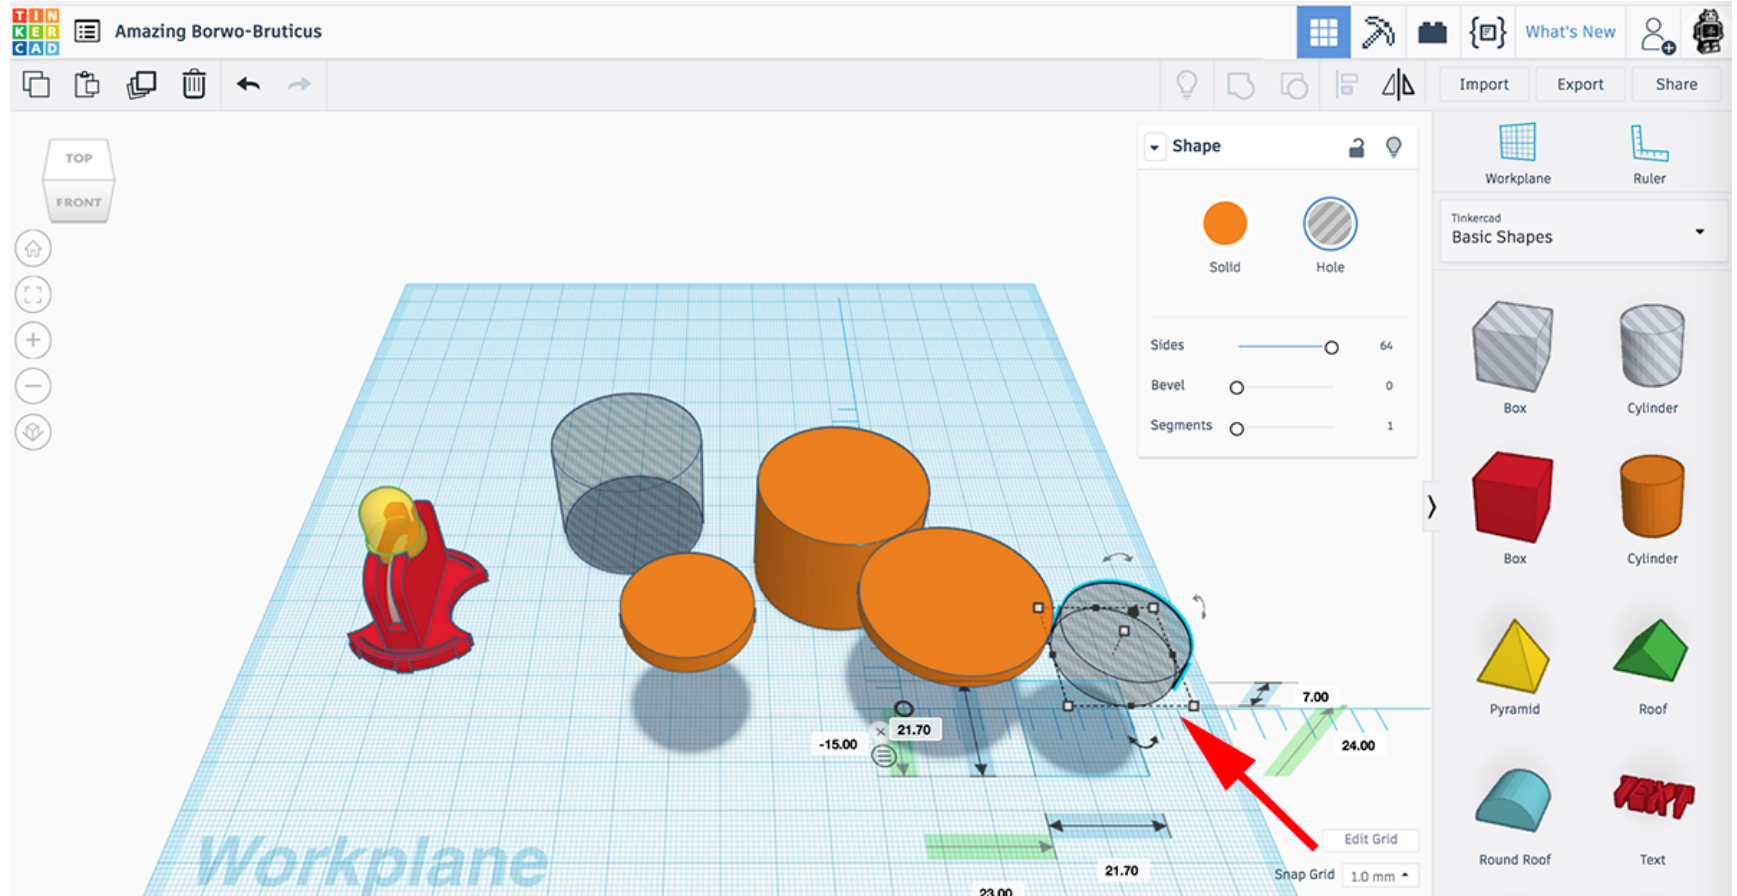 TIN
KER
CAD
Amazing Borwo-Bruticus
What's New
Import
Export
Share
TOP
FRONT
Shape
Solid
Hole
Sides
64
Bevel
0
Segments
1
Workplane
Ruler
Tinkercad
Basic Shapes
Box
Cylinder
Box
Cylinder
Pyramid
Roof
Round Roof
TEXT
Text
7.00
21.70
-15.00
24.00
21.70
23.00
Workplane
Edit Grid
Snap Grid 1.0 mm